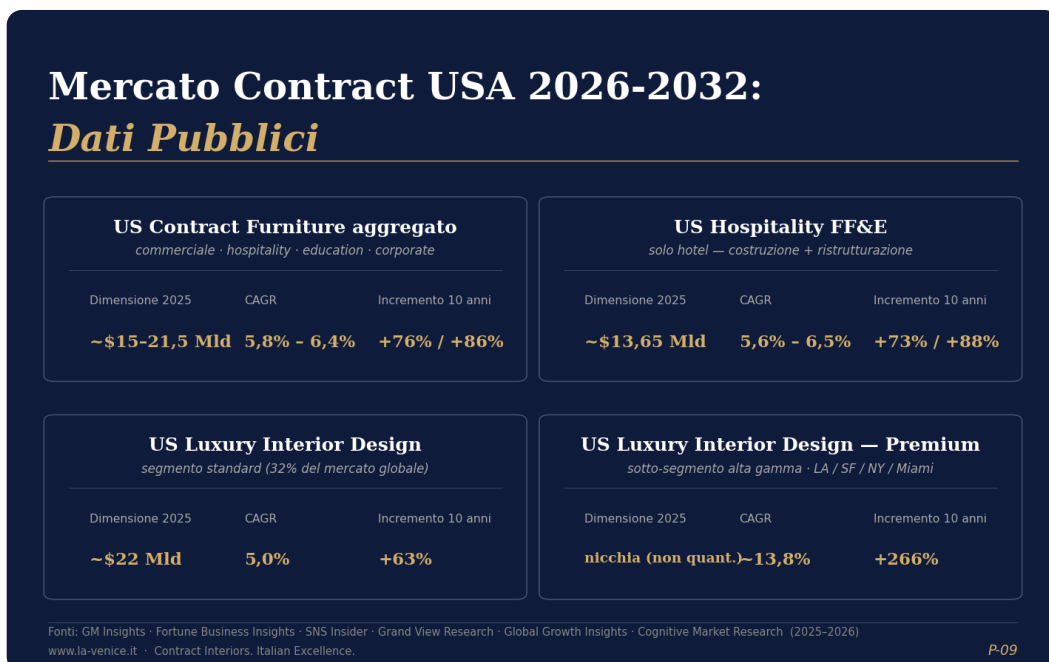 Mercato Contract USA 2026-2032:
Dati Pubblici
US Contract Furniture aggregato
commerciale · hospitality · education · corporate
Dimensione 2025 CAGR Incremento 10 anni
~$15–21,5 Mld 5,8% – 6,4% +76% / +86%
US Hospitality FF&E
solo hotel — costruzione + ristrutturazione
Dimensione 2025 CAGR Incremento 10 anni
~$13,65 Mld 5,6% – 6,5% +73% / +88%
US Luxury Interior Design
segmento standard (32% del mercato globale)
Dimensione 2025 CAGR Incremento 10 anni
~$22 Mld 5,0% +63%
US Luxury Interior Design — Premium
sotto-segmento alta gamma · LA / SF / NY / Miami
Dimensione 2025 CAGR Incremento 10 anni
nicchia (non quant.) ~13,8% +266%
Fonti: GM Insights · Fortune Business Insights · SNS Insider · Grand View Research · Global Growth Insights · Cognitive Market Research (2025–2026)
www.la-venice.it · Contract Interiors. Italian Excellence.
P-09